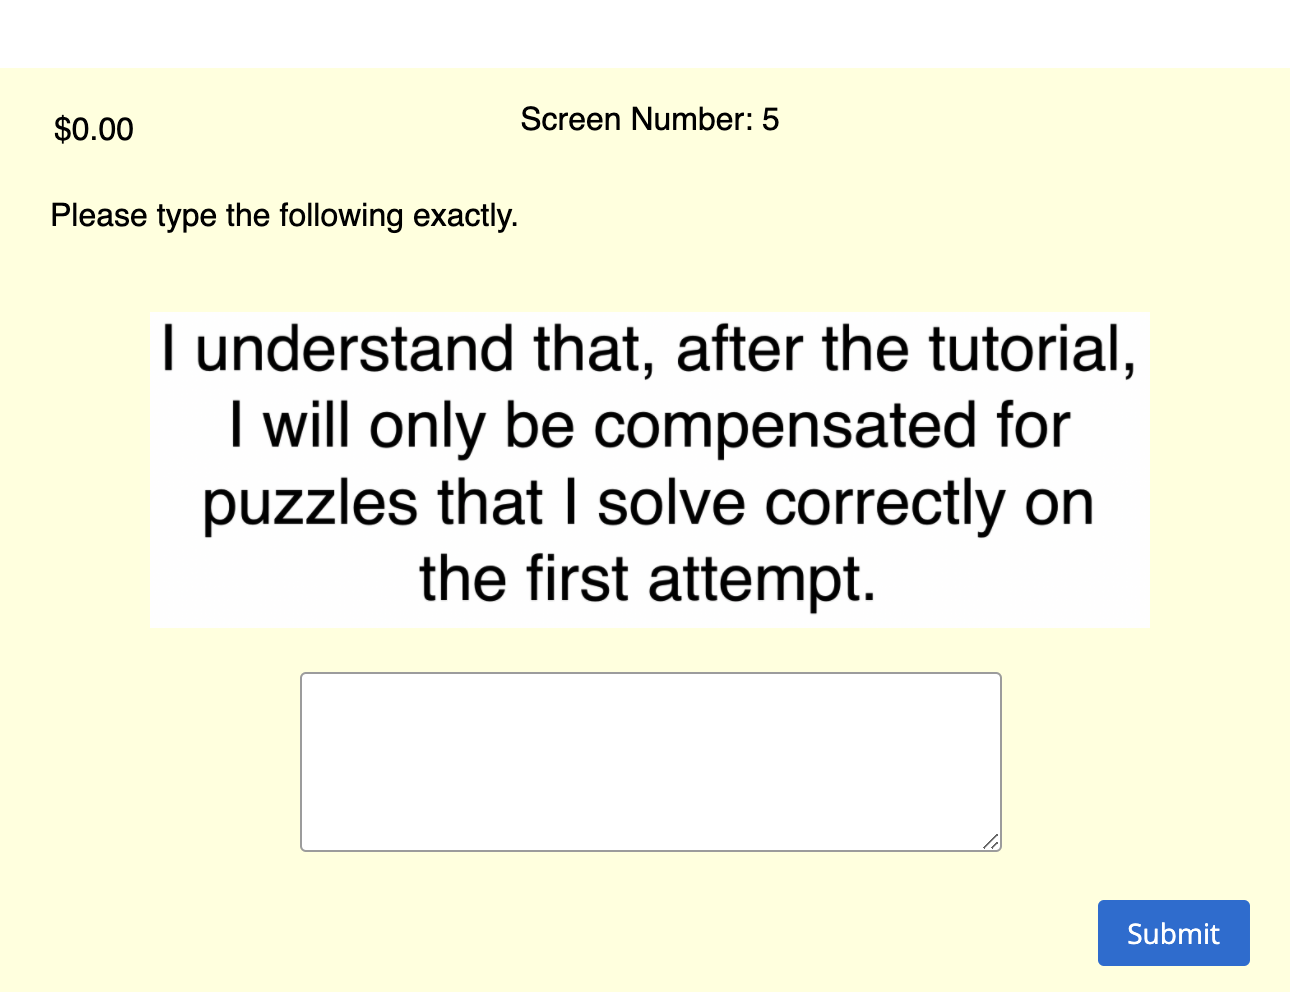 $0.00
Screen Number: 5
Please type the following exactly.
I understand that, after the tutorial,
I will only be compensated for
puzzles that I solve correctly on
the first attempt.
Submit